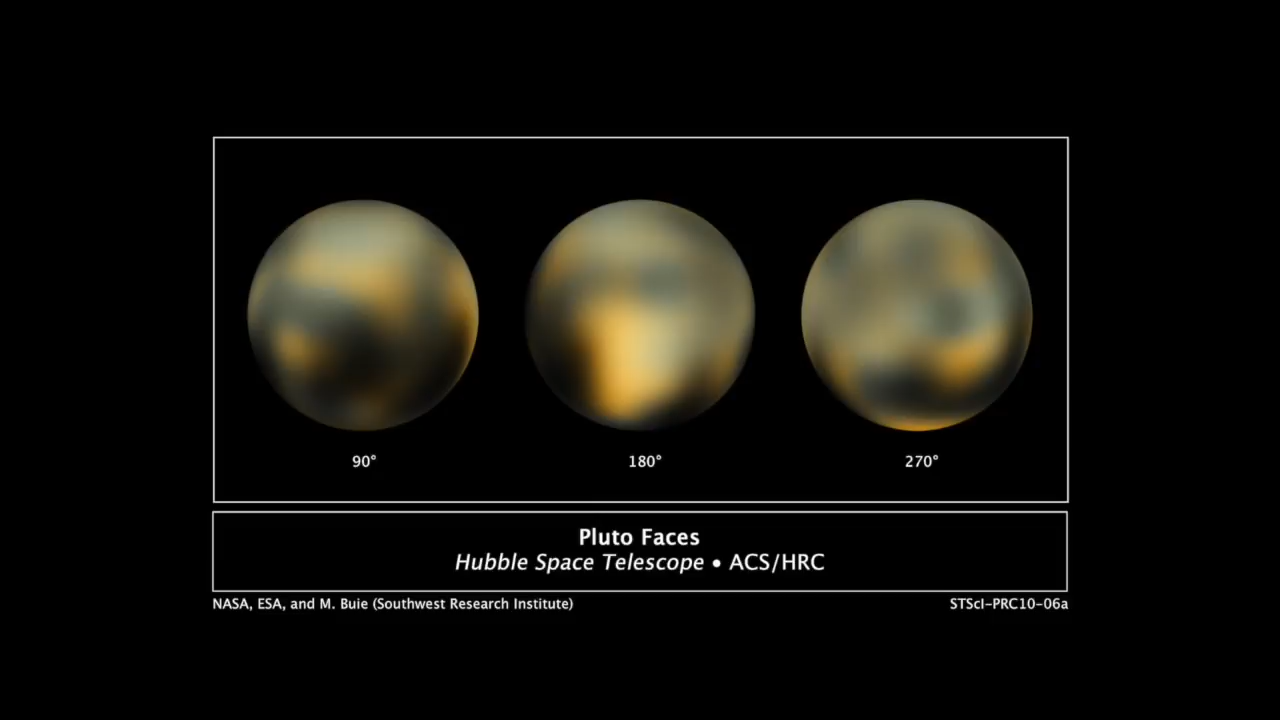 90°
180°
270°
Pluto Faces
Hubble Space Telescope • ACS/HRC
NASA, ESA, and M. Buie (Southwest Research Institute)
STScI-PRC10-06a